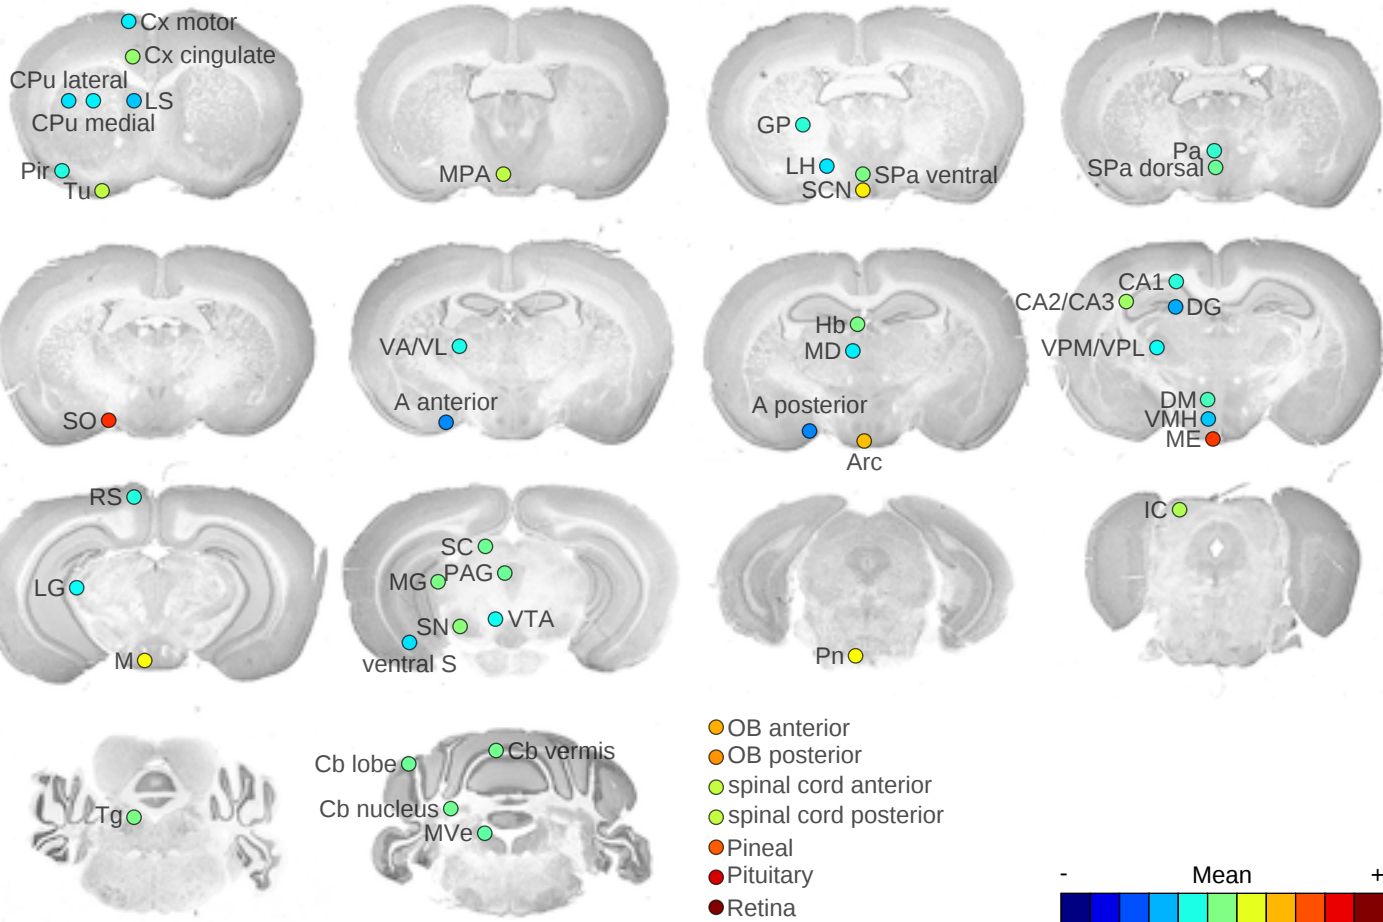 Cx motor
Cx cingulate
CPu lateral
LS
CPu medial
Pir
Tu
MPA
GP
LH
SPa ventral
SCN
Pa
SPa dorsal
SO
VA/VL
A anterior
Hb
MD
A posterior
Arc
CA1
CA2/CA3
DG
VPM/VPL
DM
VMH
ME
RS
LG
M
SC
PAG
MG
SN
VTA
ventral S
Pn
IC
Tg
Cb lobe
Cb vermis
Cb nucleus
MVe
OB anterior
OB posterior
spinal cord anterior
spinal cord posterior
Pineal
Pituitary
Retina
- Mean +